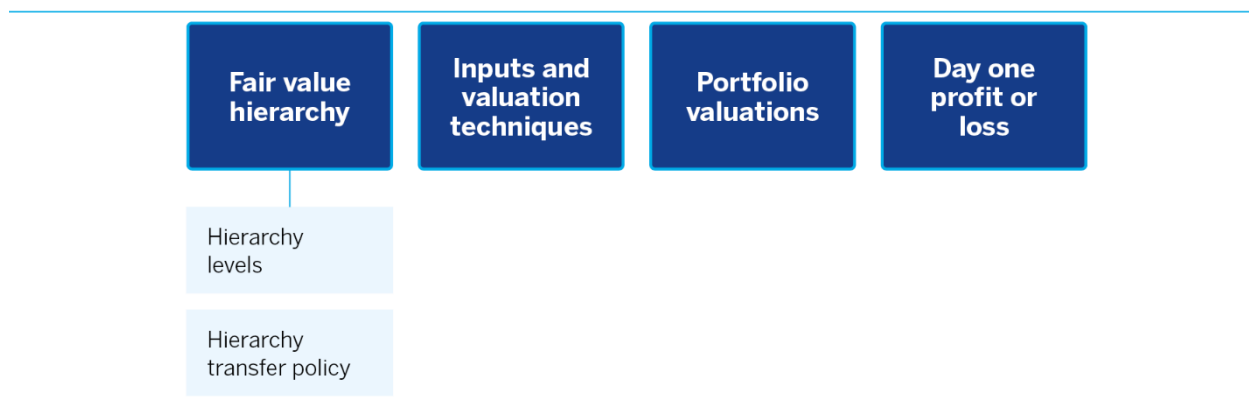 Fair value
hierarchy
Inputs and
valuation
techniques
Portfolio
valuations
Day one
profit or
loss
Hierarchy
levels
Hierarchy
transfer policy